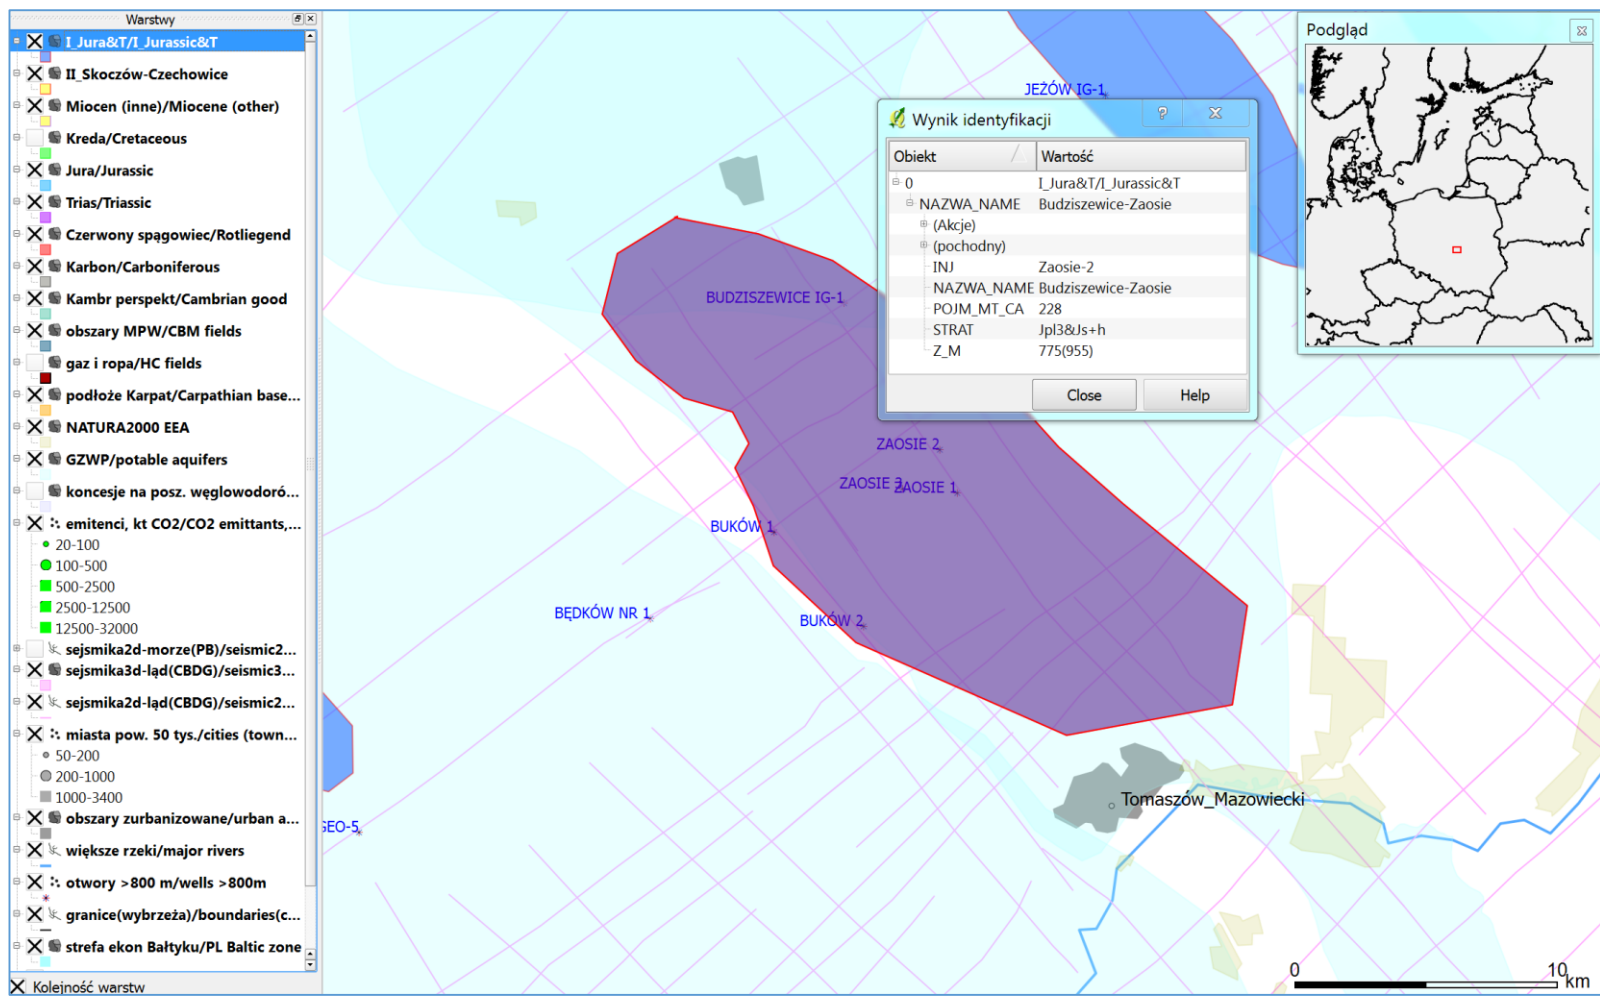 Warstwy
I_Jura&T/I_Jurassic&T
II_Skoczów-Czechowice
Miocen (inne)/Miocene (other)
Kreda/Cretaceous
Jura/Jurassic
Trias/Triassic
Czerwony spągowiec/Rotliegend
Karbon/Carboniferous
Kambr perspekt/Cambrian good
obszary MPW/CBM fields
gaz i ropa/HC fields
podłoże Karpat/Carpathian base...
NATURA2000 EEA
GZWP/potable aquifers
koncesje na posz. węglowodoró...
emitenci, kt CO2/CO2 emittants,...
20-100
100-500
500-2500
2500-12500
12500-32000
sejsmika2d-morze(PB)/seismic2...
sejsmika3d-ląd(CBDG)/seismic3...
sejsmika2d-ląd(CBDG)/seismic2...
miasta pow. 50 tys./cities (town...
50-200
200-1000
1000-3400
obszary zurbanizowane/urban a...
większe rzeki/major rivers
otwory >800 m/wells >800m
granice(wybrzeża)/boundaries(c...
strefa ekon Bałtyku/PL Baltic zone
Kolejność warstw
JEŻÓW IG-1
BUDZISZEWICE IG-1
ZAOSIE 2
ZAOSIE 3
ZAOSIE 1
BUKÓW 1
BĘDKÓW NR 1
BUKÓW 2
GEO-5
Tomaszów_Mazowiecki
0 10 km
Wynik identyfikacji
?
Obiekt Wartość
0 I_Jura&T/I_Jurassic&T
NAZWA_NAME Budziszewice-Zaosie
(Akcje)
(pochodny)
INJ Zaosie-2
NAZWA_NAME Budziszewice-Zaosie
POJM_MT_CA 228
STRAT Jpl3&Js+h
Z_M 775(955)
Close Help
Podgląd